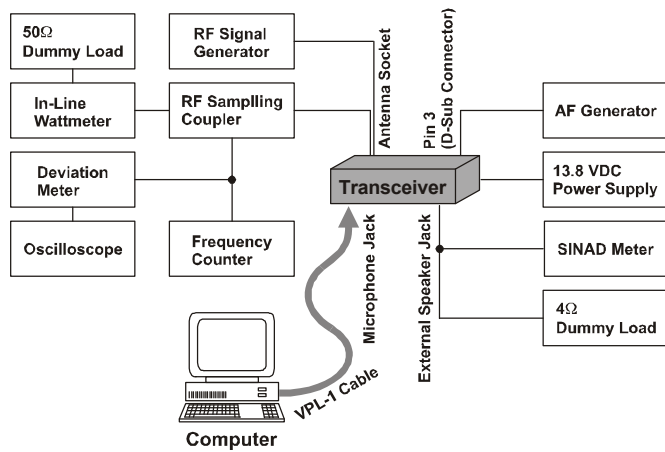 50Ω
Dummy Load
RF Signal
Generator
In-Line
Wattmeter
RF Samplling
Coupler
Deviation
Meter
Oscilloscope
Frequency
Counter
Antenna Socket
Pin 3
(D-Sub Connector)
Transceiver
Microphone Jack
External Speaker Jack
AF Generator
13.8 VDC
Power Supply
SINAD Meter
4Ω
Dummy Load
VPL-1 Cable
Computer